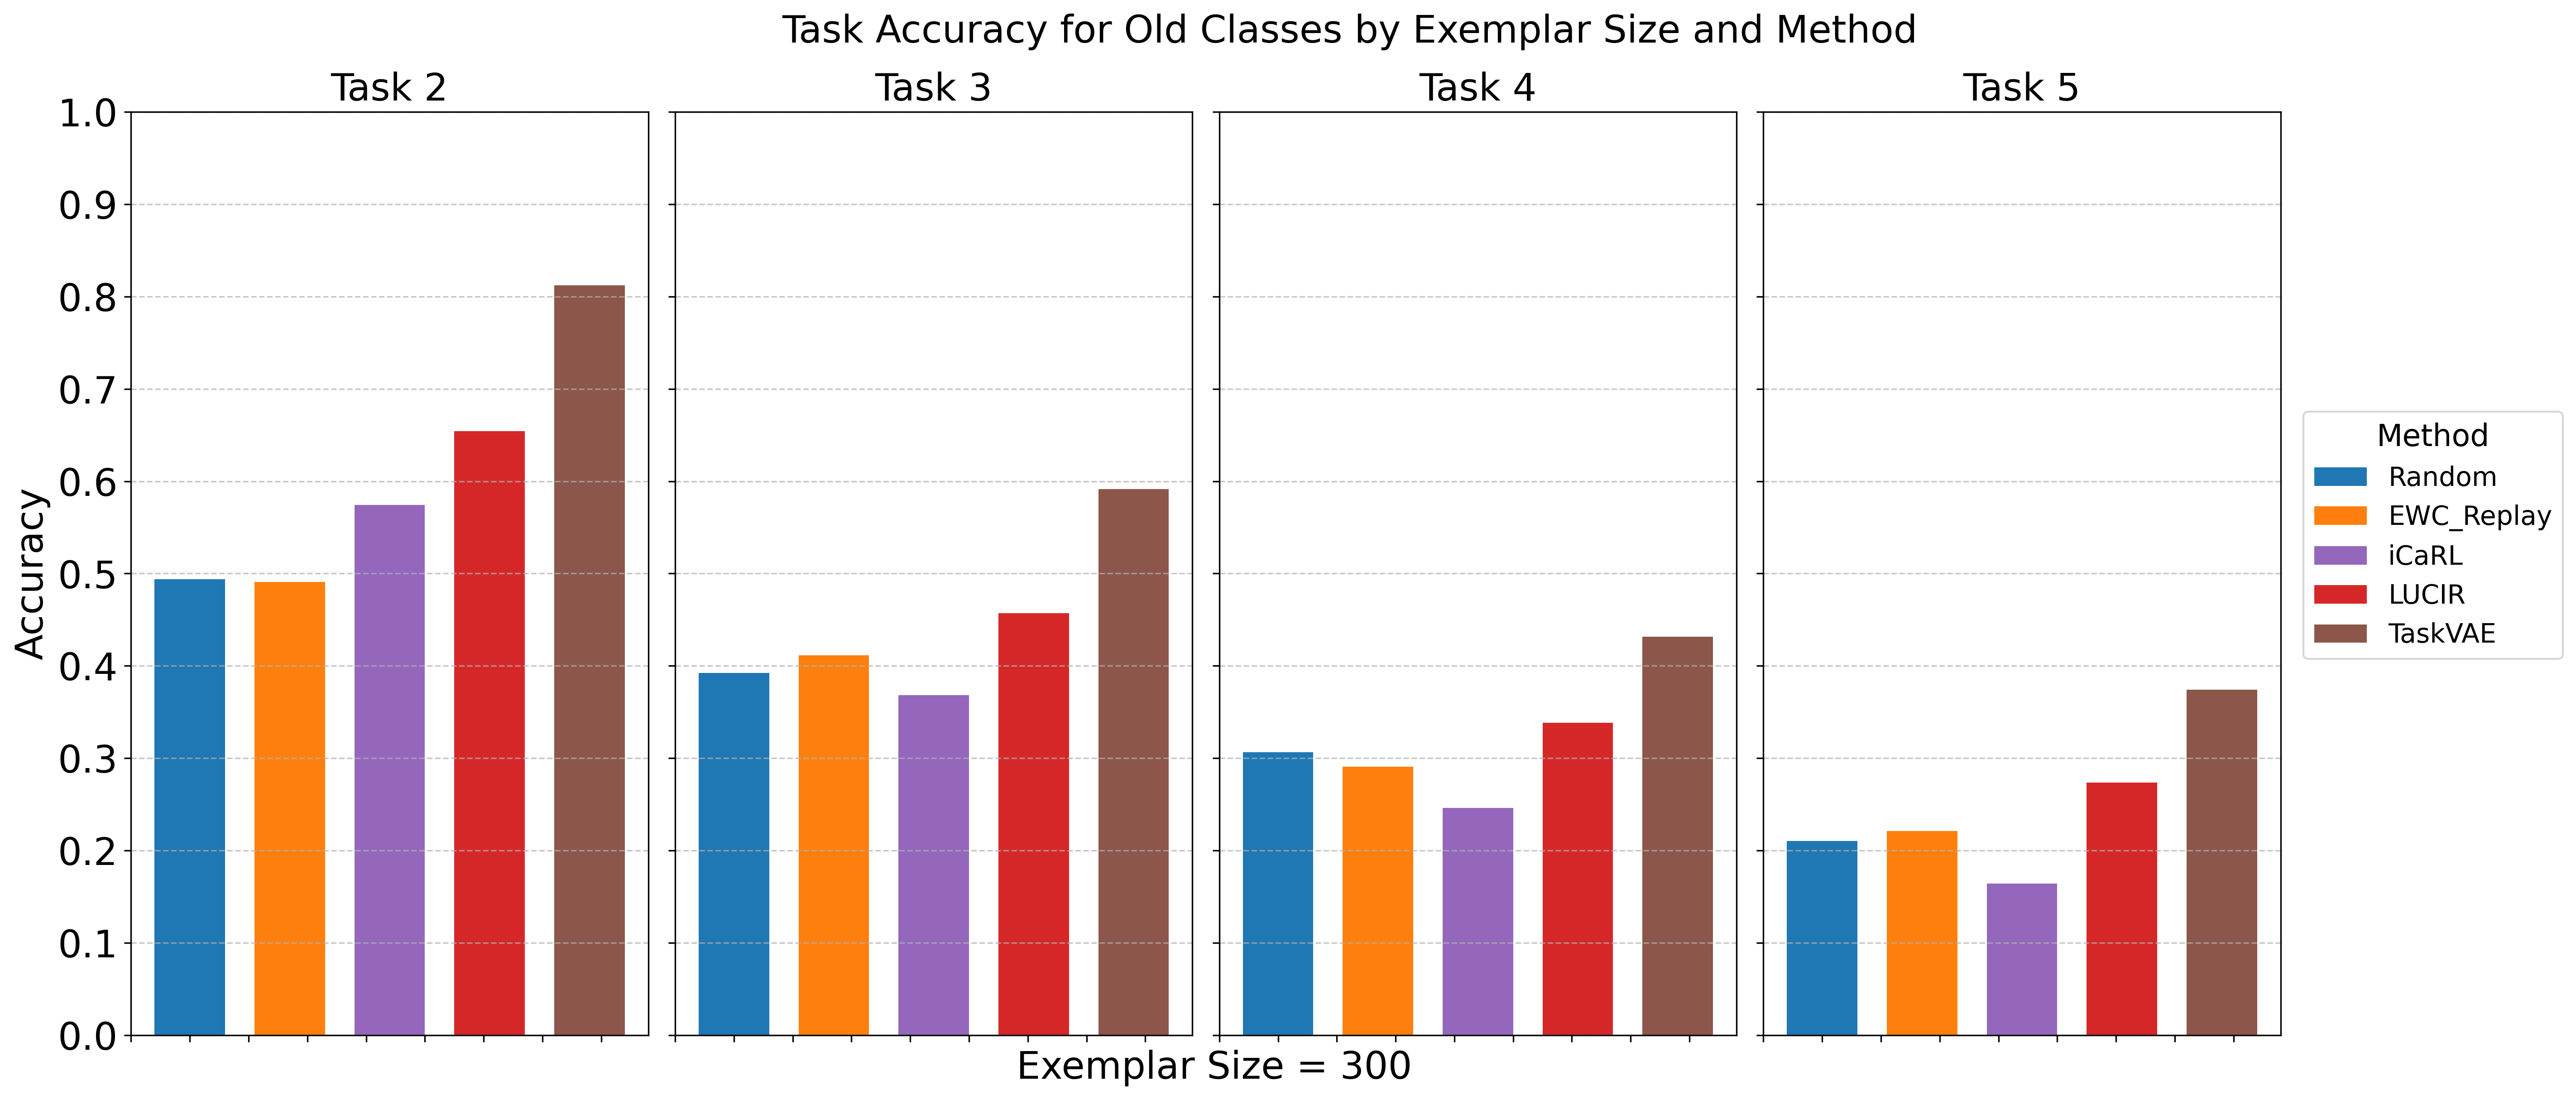 Task Accuracy for Old Classes by Exemplar Size and Method
Task 2
Task 3
Task 4
Task 5
1.0
0.9
0.8
0.7
0.6
0.5
0.4
0.3
0.2
0.1
0.0
Accuracy
Exemplar Size = 300
Method
Random
EWC_Replay
iCaRL
LUCIR
TaskVAE